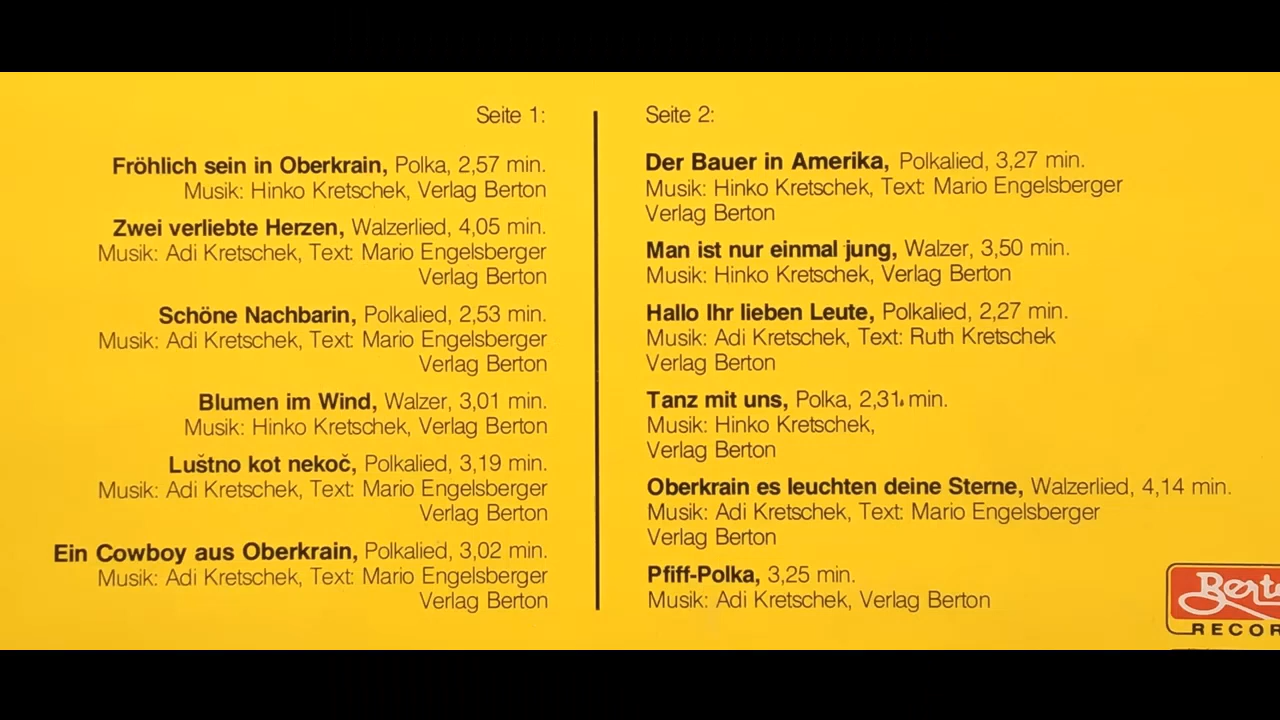 Seite 1:
Fröhlich sein in Oberkrain, Polka, 2,57 min.
Musik: Hinko Kretschek, Verlag Berton
Zwei verliebte Herzen, Walzerlied, 4,05 min.
Musik: Adi Kretschek, Text: Mario Engelsberger
Verlag Berton
Schöne Nachbarin, Polkalied, 2,53 min.
Musik: Adi Kretschek, Text: Mario Engelsberger
Verlag Berton
Blumen im Wind, Walzer, 3,01 min.
Musik: Hinko Kretschek, Verlag Berton
Luštno kot nekoč, Polkalied, 3,19 min.
Musik: Adi Kretschek, Text: Mario Engelsberger
Verlag Berton
Ein Cowboy aus Oberkrain, Polkalied, 3,02 min.
Musik: Adi Kretschek, Text: Mario Engelsberger
Verlag Berton
Seite 2:
Der Bauer in Amerika, Polkalied, 3,27 min.
Musik: Hinko Kretschek, Text: Mario Engelsberger
Verlag Berton
Man ist nur einmal jung, Walzer, 3,50 min.
Musik: Hinko Kretschek, Verlag Berton
Hallo Ihr lieben Leute, Polkalied, 2,27 min.
Musik: Adi Kretschek, Text: Ruth Kretschek
Verlag Berton
Tanz mit uns, Polka, 2,31 min.
Musik: Hinko Kretschek,
Verlag Berton
Oberkrain es leuchten deine Sterne, Walzerlied, 4,14 min.
Musik: Adi Kretschek, Text: Mario Engelsberger
Verlag Berton
Pfiff-Polka, 3,25 min.
Musik: Adi Kretschek, Verlag Berton